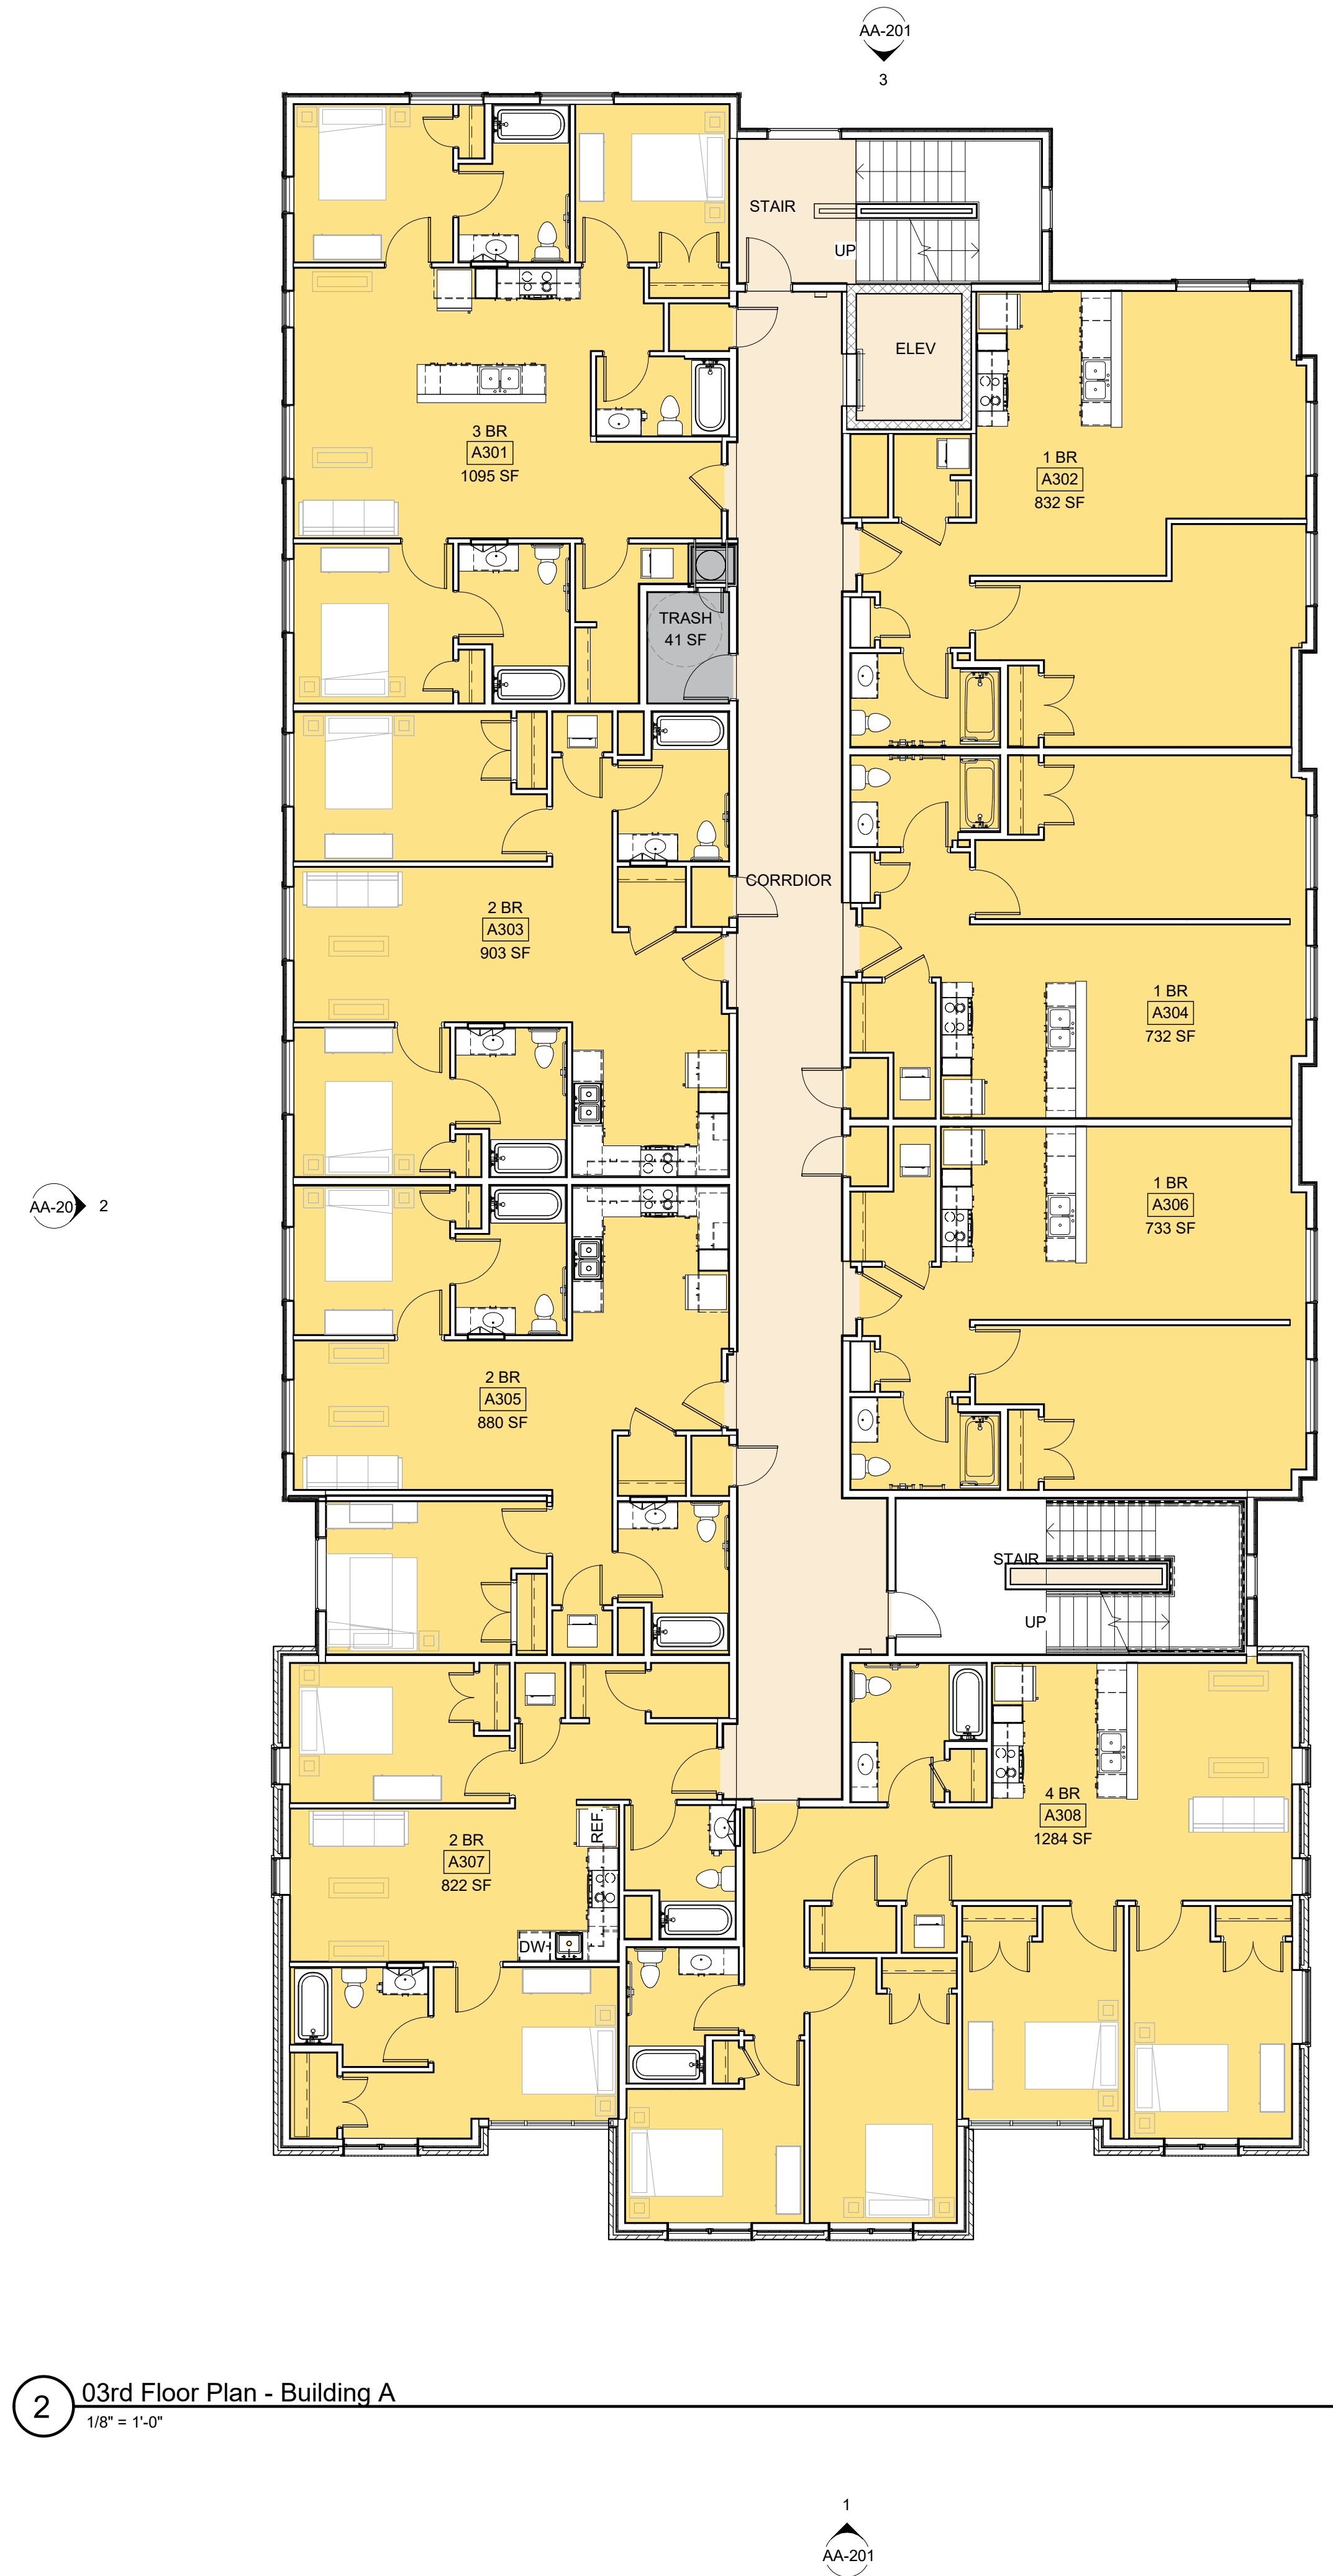 AA-201
3
STAIR
UP
ELEV
3 BR
A301
1095 SF
1 BR
A302
832 SF
TRASH
41 SF
CORRDIOR
2 BR
A303
903 SF
1 BR
A304
732 SF
1 BR
A306
733 SF
AA-201
2
2 BR
A305
880 SF
STAIR
UP
4 BR
A308
1284 SF
REF
2 BR
A307
822 SF
DW
2
03rd Floor Plan - Building A
1/8" = 1'-0"
1
AA-201